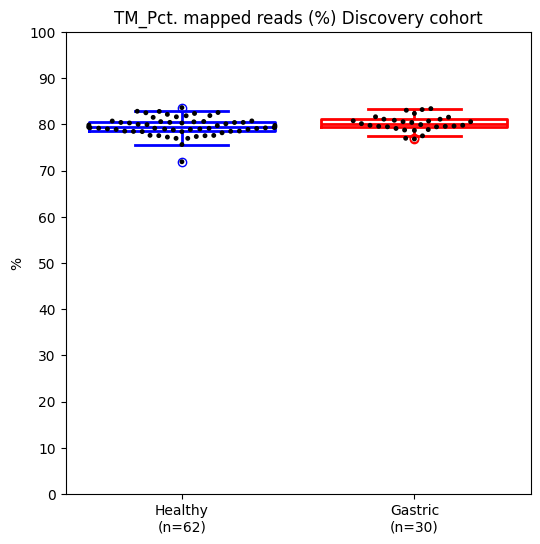 TM_Pct. mapped reads (%) Discovery cohort
100
90
80
70
60
50
40
30
20
10
0
%
Healthy
(n=62)
Gastric
(n=30)